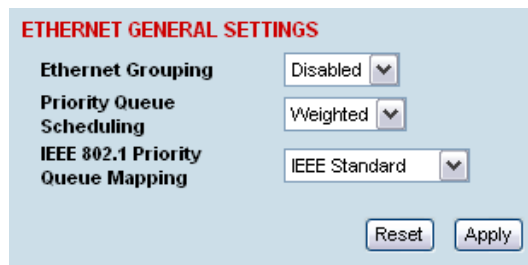 ETHERNET GENERAL SETTINGS
Ethernet Grouping Disabled
Priority Queue
Scheduling Weighted
IEEE 802.1 Priority
Queue Mapping IEEE Standard
Reset Apply